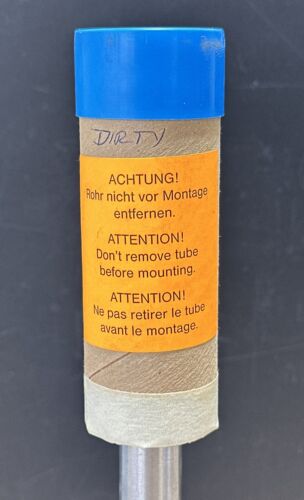 DIRTY
ACHTUNG!
Rohr nicht vor Montage
entfernen.
ATTENTION!
Don't remove tube
before mounting.
ATTENTION!
Ne pas retirer le tube
avant le montage.